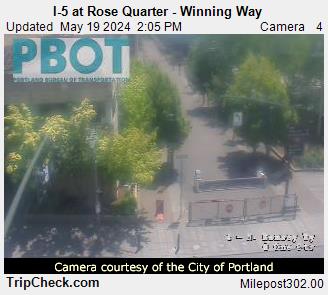 I-5 at Rose Quarter - Winning Way
Updated May 19 2024 2:05 PM Camera 4
PBOT
PORTLAND BUREAU OF TRANSPORTATION
Camera courtesy of the City of Portland
TripCheck.com Milepost302.00